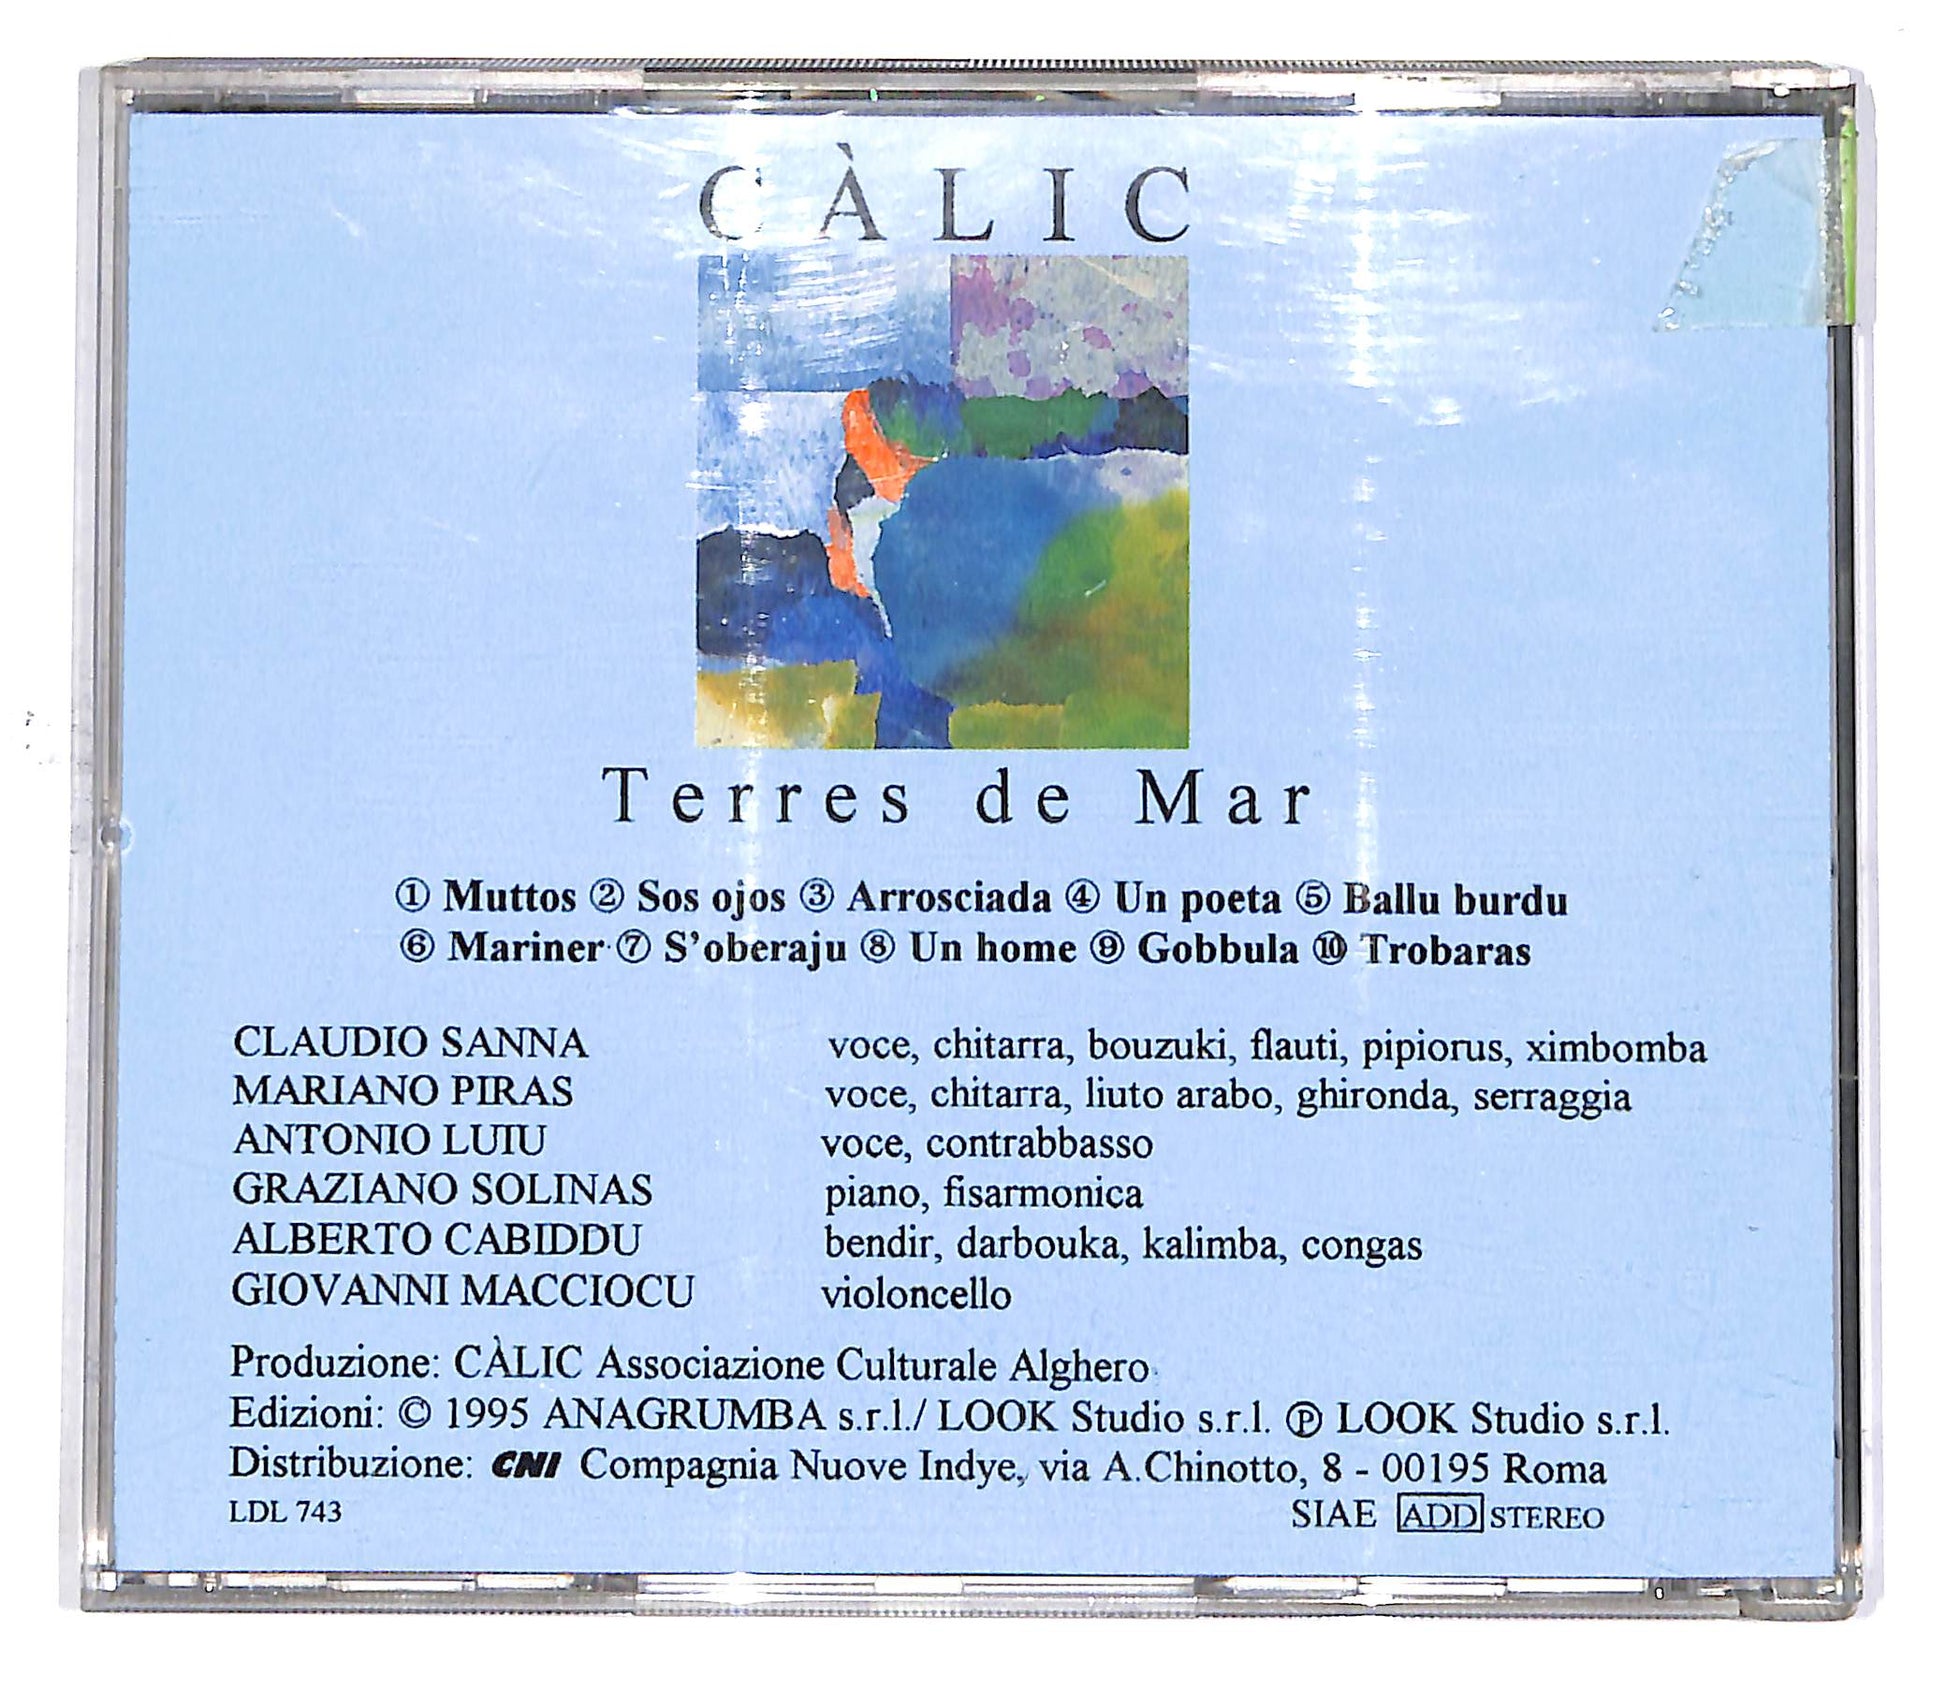 CÀLIC
Terres de Mar
① Muttos ② Sos ojos ③ Arrosciada ④ Un poeta ⑤ Ballu burdu
⑥ Mariner ⑦ S'oberaju ⑧ Un home ⑨ Gobbula ⑩ Trobaras
CLAUDIO SANNA voce, chitarra, bouzuki, flauti, pipiorus, ximbomba
MARIANO PIRAS voce, chitarra, liuto arabo, ghironda, serraggia
ANTONIO LUIU voce, contrabbasso
GRAZIANO SOLINAS piano, fisarmonica
ALBERTO CABIDDU bendir, darbouka, kalimba, congas
GIOVANNI MACCIOCU violoncello
Produzione: CÀLIC Associazione Culturale Alghero
Edizioni: © 1995 ANAGRUMBA s.r.l./ LOOK Studio s.r.l. ℗ LOOK Studio s.r.l.
Distribuzione: CNI Compagnia Nuove Indye, via A.Chinotto, 8 - 00195 Roma
LDL 743 SIAE ADD STEREO